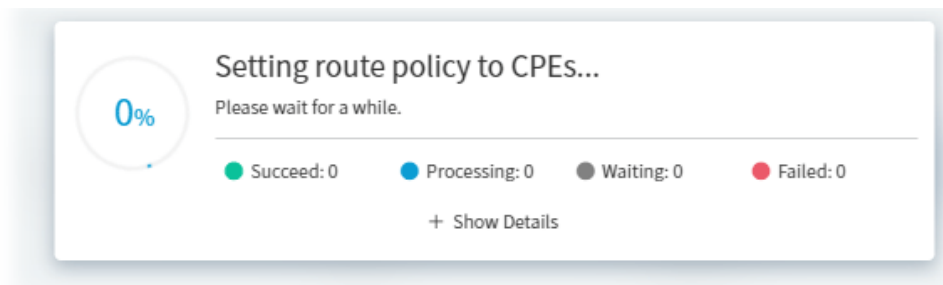 Setting route policy to CPEs...
0%
Please wait for a while.
Succeed: 0 Processing: 0 Waiting: 0 Failed: 0
+ Show Details